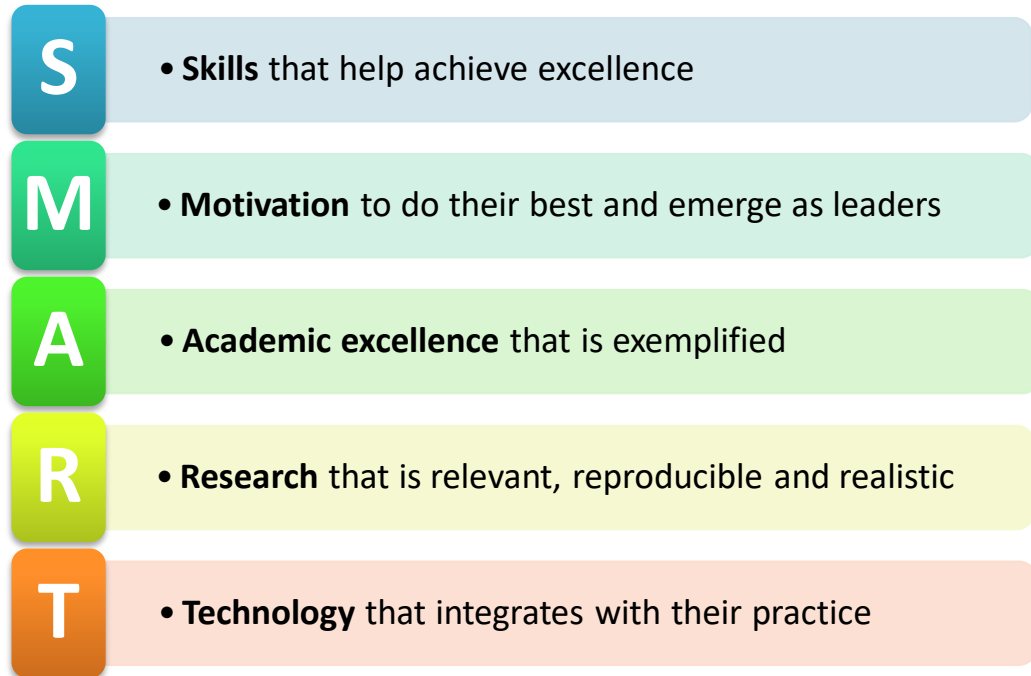 S
• Skills that help achieve excellence
M
• Motivation to do their best and emerge as leaders
A
• Academic excellence that is exemplified
R
• Research that is relevant, reproducible and realistic
T
• Technology that integrates with their practice